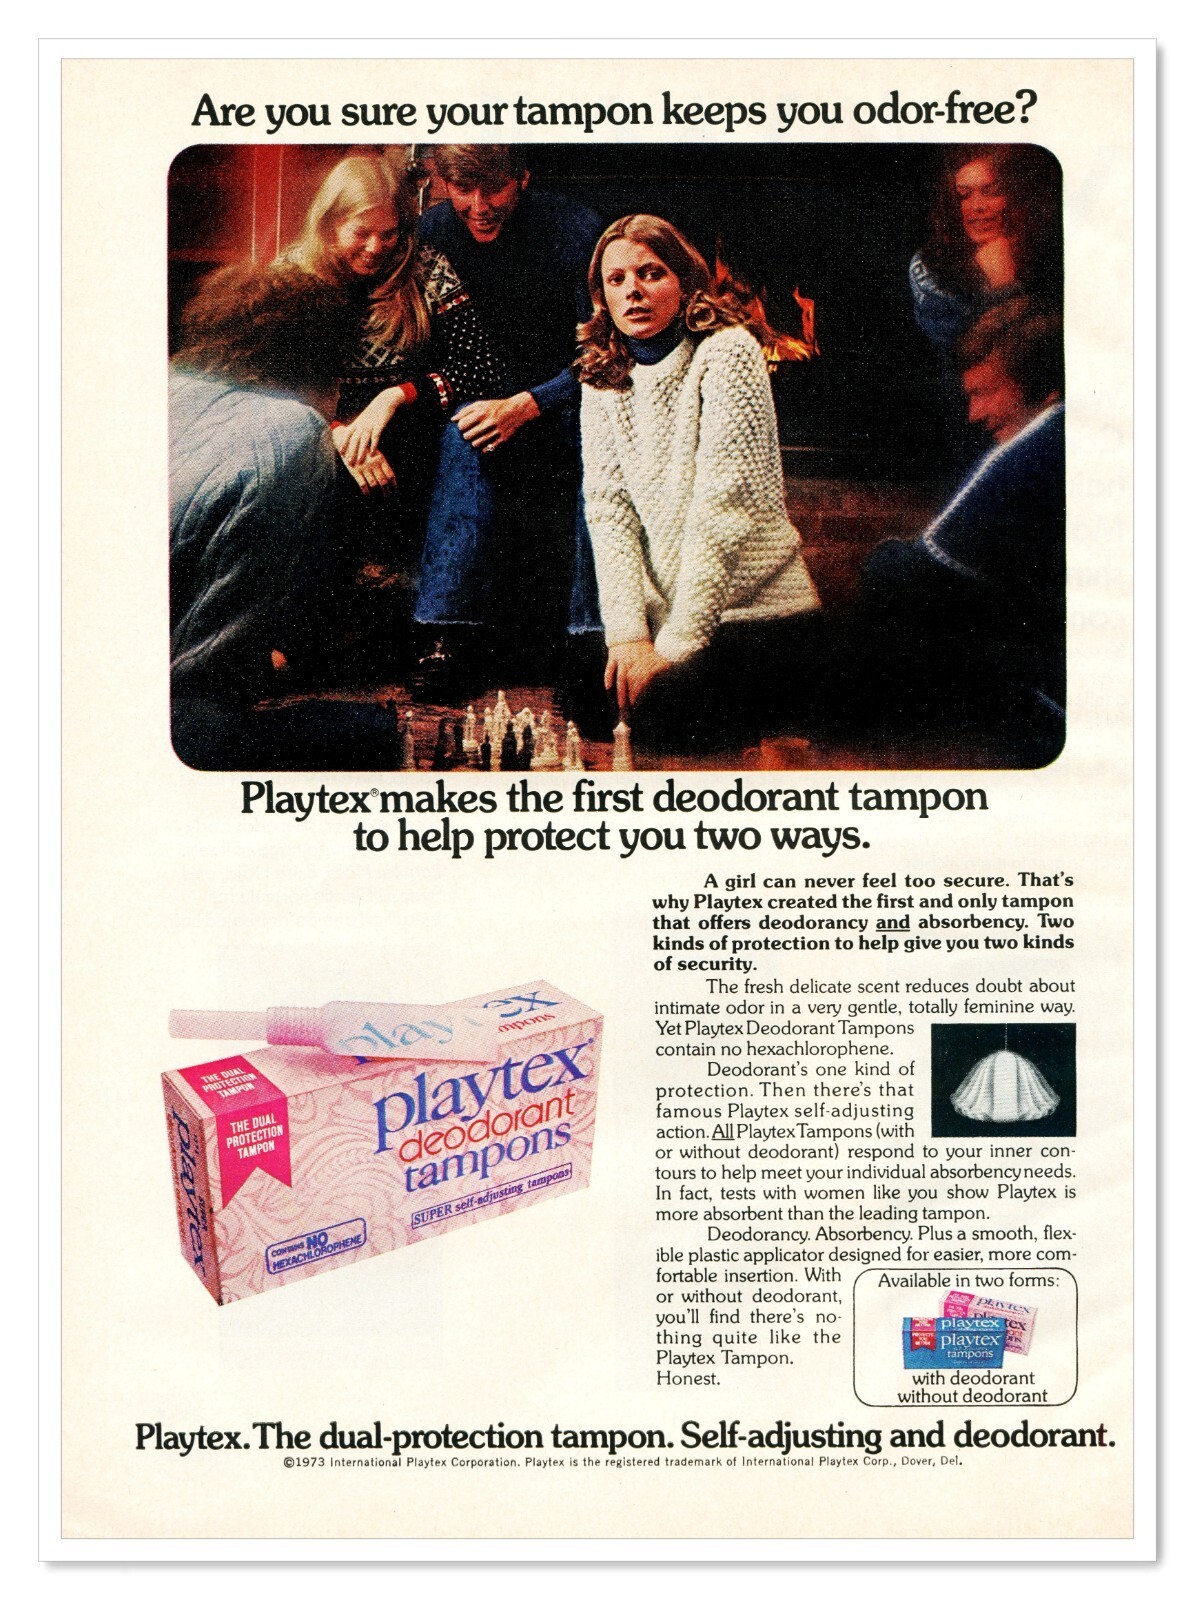 Are you sure your tampon keeps you odor-free?
Playtex® makes the first deodorant tampon
to help protect you two ways.
A girl can never feel too secure. That's
why Playtex created the first and only tampon
that offers deodorancy and absorbency. Two
kinds of protection to help give you two kinds
of security.
The fresh delicate scent reduces doubt about
intimate odor in a very gentle, totally feminine way.
Yet Playtex Deodorant Tampons
contain no hexachlorophene.
Deodorant's one kind of
protection. Then there's that
famous Playtex self-adjusting
action. All Playtex Tampons (with
or without deodorant) respond to your inner con-
tours to help meet your individual absorbency needs.
In fact, tests with women like you show Playtex is
more absorbent than the leading tampon.
Deodorancy. Absorbency. Plus a smooth, flex-
ible plastic applicator designed for easier, more com-
fortable insertion. With
or without deodorant,
you'll find there's no-
thing quite like the
Playtex Tampon.
Honest.
playtex
tampons
THE DUAL
PROTECTION
TAMPON
THE DUAL
PROTECTION
TAMPON
playtex
playtex
deodorant
tampons
SUPER self-adjusting tampons
CONTAINS NO
HEXACHLOROPHENE
Available in two forms:
playtex
playtex
playtex
tampons
with deodorant
without deodorant
Playtex. The dual-protection tampon. Self-adjusting and deodorant.
©1973 International Playtex Corporation. Playtex is the registered trademark of International Playtex Corp., Dover, Del.